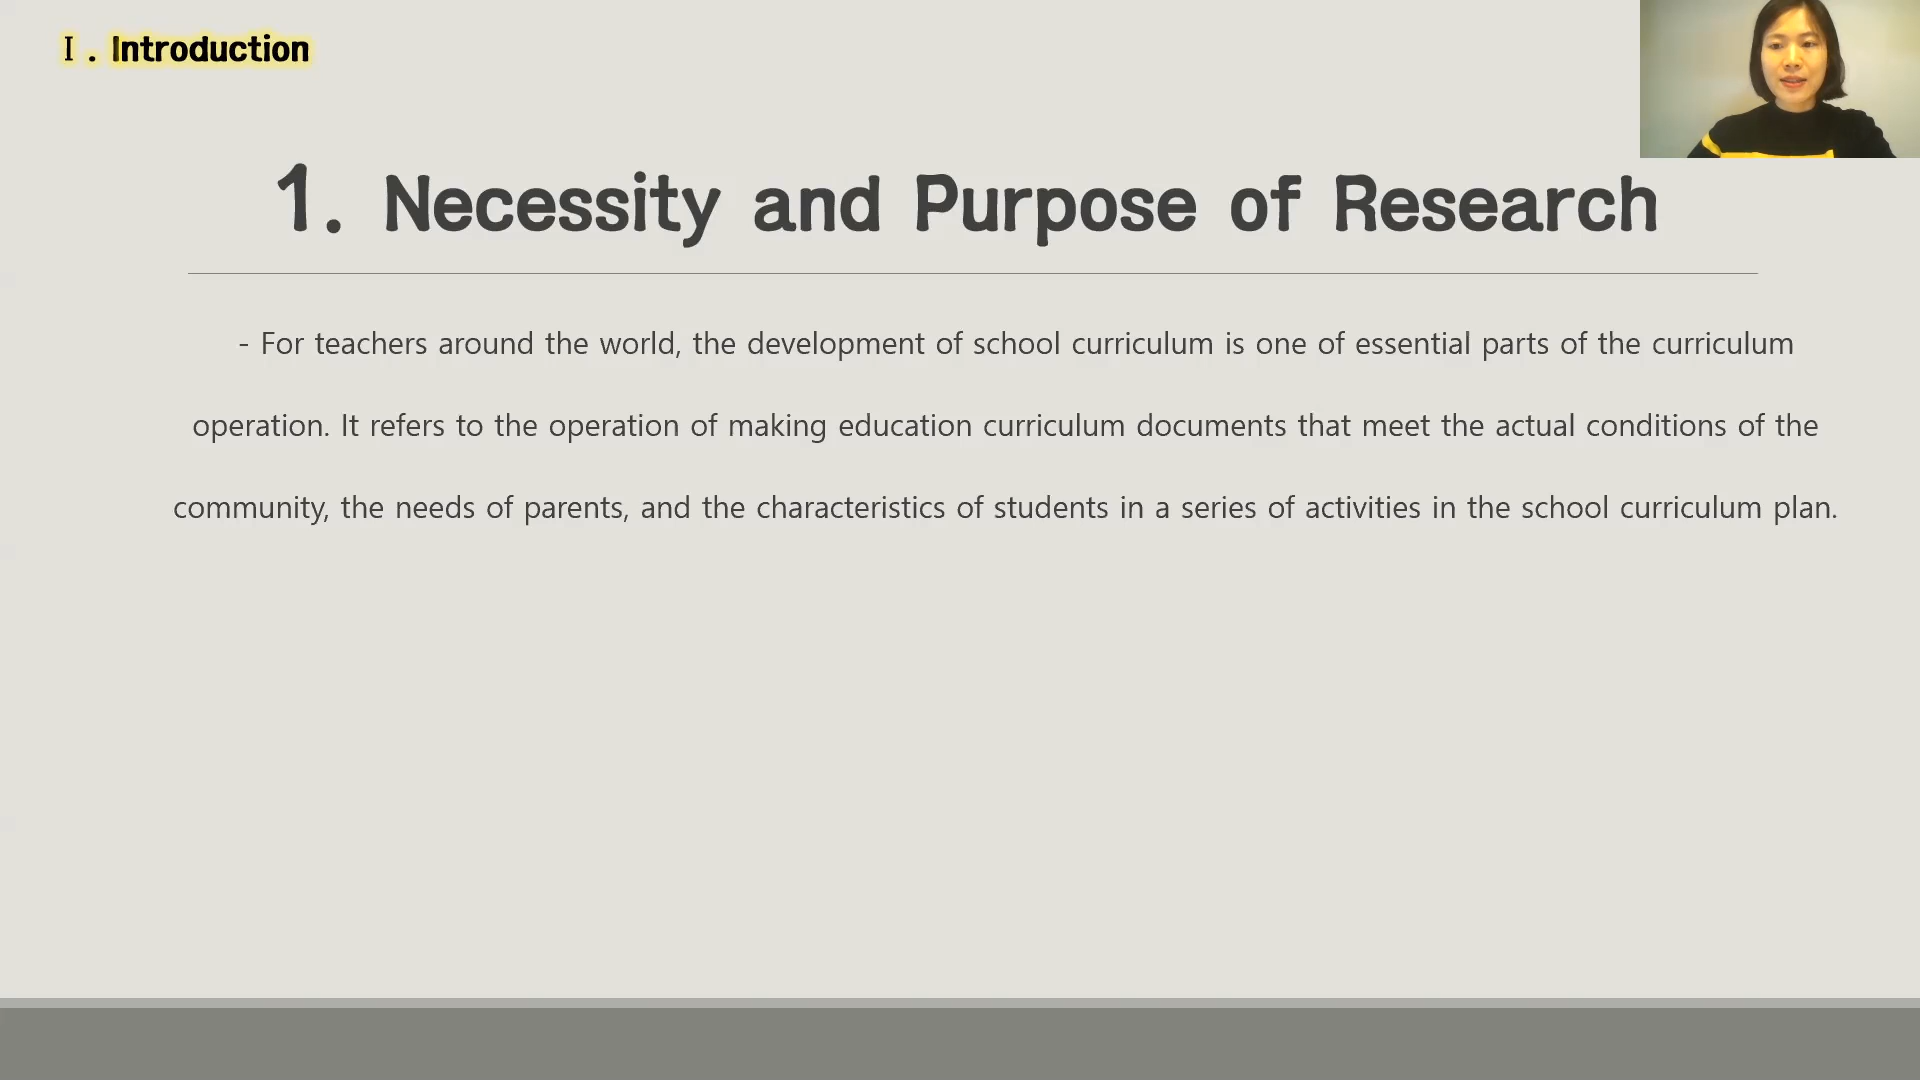 Ⅰ. Introduction
1. Necessity and Purpose of Research
- For teachers around the world, the development of school curriculum is one of essential parts of the curriculum
operation. It refers to the operation of making education curriculum documents that meet the actual conditions of the
community, the needs of parents, and the characteristics of students in a series of activities in the school curriculum plan.